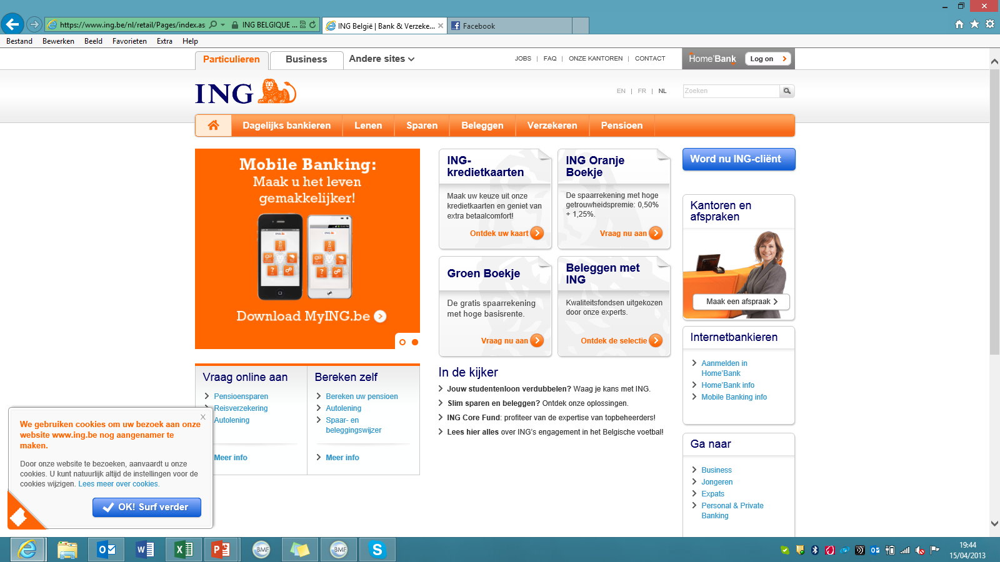 https://www.ing.be/nl/retail/Pages/index.as
ING BELGIQUE ...
ING België | Bank & Verzeke...
Facebook
Bestand Bewerken Beeld Favorieten Extra Help
Particulieren
Business
Andere sites
JOBS | FAQ | ONZE KANTOREN | CONTACT
Home'Bank
Log on
ING
EN | FR | NL
Zoeken
Dagelijks bankieren
Lenen
Sparen
Beleggen
Verzekeren
Pensioen
Mobile Banking:
Maak u het leven
gemakkelijker!
Download MyING.be
ING-
kredietkaarten
Maak uw keuze uit onze
kredietkaarten en geniet van
extra betaalcomfort!
Ontdek uw kaart
ING Oranje
Boekje
De spaarrekening met hoge
getrouwheidspremie: 0,50%
+ 1,25%.
Vraag nu aan
Groen Boekje
De gratis spaarrekening
met hoge basisrente.
Vraag nu aan
Beleggen met
ING
Kwaliteitsfondsen uitgekozen
door onze experts.
Ontdek de selectie
Word nu ING-cliënt
Kantoren en
afspraken
Maak een afspraak
Internetbankieren
Aanmelden in
Home'Bank
Home'Bank info
Mobile Banking info
Ga naar
Business
Jongeren
Expats
Personal & Private
Banking
Vraag online aan
Pensioensparen
Reisverzekering
Autolening
Meer info
Bereken zelf
Bereken uw pensioen
Autolening
Spaar- en
beleggingswijzer
Meer info
In de kijker
Jouw studentenloon verdubbelen? Waag je kans met ING.
Slim sparen en beleggen? Ontdek onze oplossingen.
ING Core Fund: profiteer van de expertise van topbeheerders!
Lees hier alles over ING's engagement in het Belgische voetbal!
X
We gebruiken cookies om uw bezoek aan onze
website www.ing.be nog aangenamer te
maken.
Door onze website te bezoeken, aanvaardt u onze
cookies. U kunt natuurlijk altijd de instellingen voor de
cookies wijzigen. Lees meer over cookies.
OK! Surf verder
BMF
BMF
19:44
15/04/2013